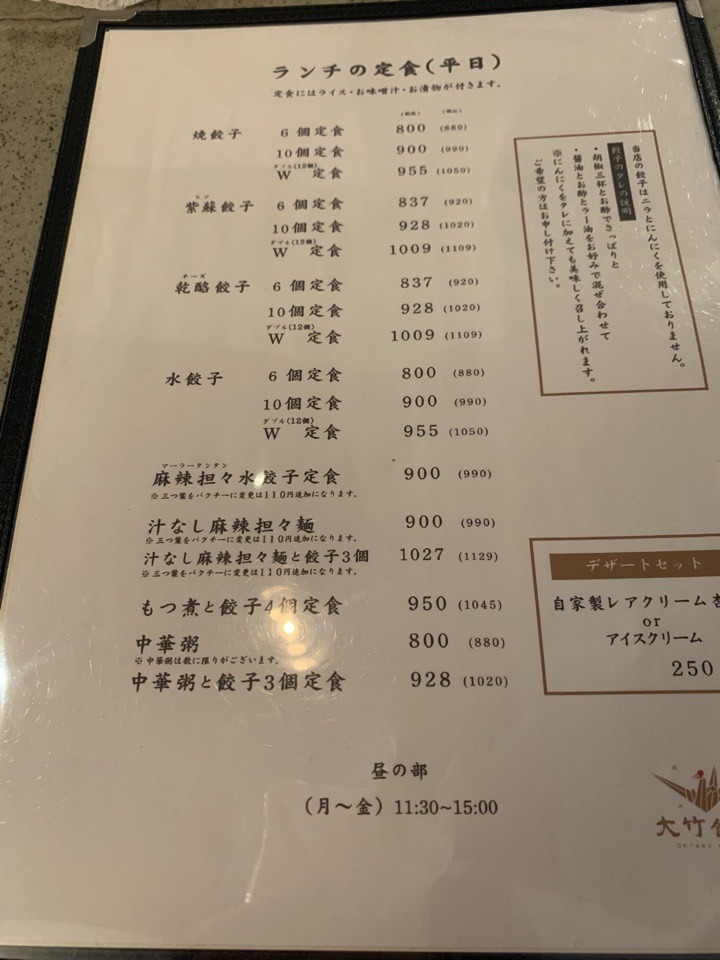 ランチの定食(平日)
定食にはライス・お味噌汁・お漬物が付きます。
(税抜) (税込)
焼餃子 6個定食 800 (880)
10個定食 900 (990)
ダブル(12個)
W 定食 955 (1050)
シソ
紫蘇餃子 6個定食 837 (920)
10個定食 928 (1020)
ダブル(12個)
W 定食 1009 (1109)
チーズ
乾酪餃子 6個定食 837 (920)
10個定食 928 (1020)
ダブル(12個)
W 定食 1009 (1109)
水餃子 6個定食 800 (880)
10個定食 900 (990)
ダブル(12個)
W 定食 955 (1050)
マーラータンタン
麻辣担々水餃子定食 900 (990)
※三つ葉をパクチーに変更は110円追加になります。
汁なし麻辣担々麺 900 (990)
※三つ葉をパクチーに変更は110円追加になります。
汁なし麻辣担々麺と餃子3個 1027 (1129)
※三つ葉をパクチーに変更は110円追加になります。
もつ煮と餃子4個定食 950 (1045)
中華粥 800 (880)
※中華粥は数に限りがございます。
中華粥と餃子3個定食 928 (1020)
昼の部
(月～金) 11:30~15:00
当店の餃子はニラとにんにくを使用しておりません。
餃子のタレの説明
・胡椒三杯とお酢でさっぱりと
・醤油とお酢とラー油をお好みで混ぜ合わせて
※にんにくをタレに加えても美味しく召し上がれます。
ご希望の方はお申し付け下さい。
デザートセット
自家製レアクリーム
or
アイスクリーム
250
大竹